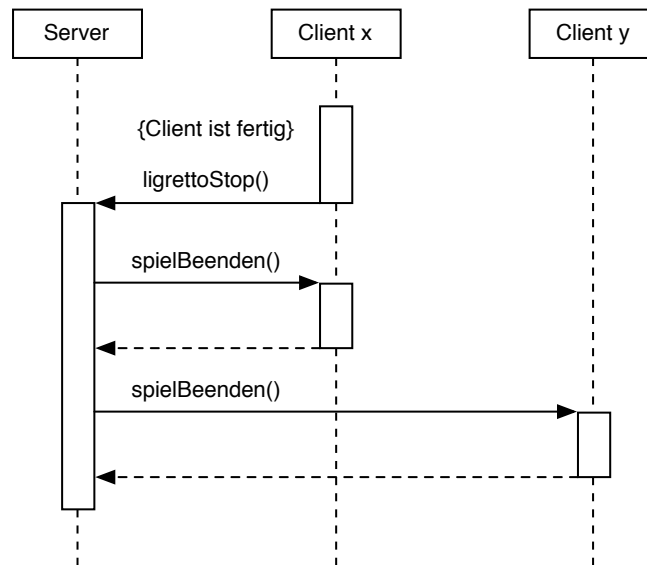 Server
Client x
Client y
{Client ist fertig}
ligrettoStop()
spielBeenden()
spielBeenden()